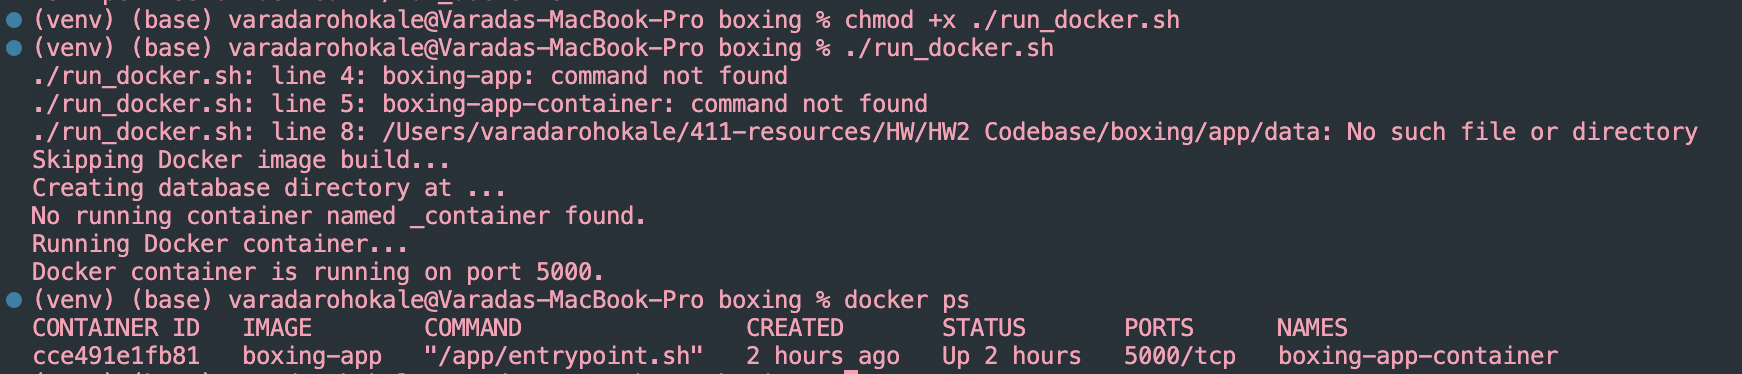 (venv) (base) varadarohokale@Varadas-MacBook-Pro boxing % chmod +x ./run_docker.sh
(venv) (base) varadarohokale@Varadas-MacBook-Pro boxing % ./run_docker.sh
./run_docker.sh: line 4: boxing-app: command not found
./run_docker.sh: line 5: boxing-app-container: command not found
./run_docker.sh: line 8: /Users/varadarohokale/411-resources/HW/HW2 Codebase/boxing/app/data: No such file or directory
Skipping Docker image build...
Creating database directory at ...
No running container named _container found.
Running Docker container...
Docker container is running on port 5000.
(venv) (base) varadarohokale@Varadas-MacBook-Pro boxing % docker ps
CONTAINER ID   IMAGE        COMMAND                CREATED       STATUS       PORTS      NAMES
cce491e1fb81   boxing-app   "/app/entrypoint.sh"   2 hours ago   Up 2 hours   5000/tcp   boxing-app-container